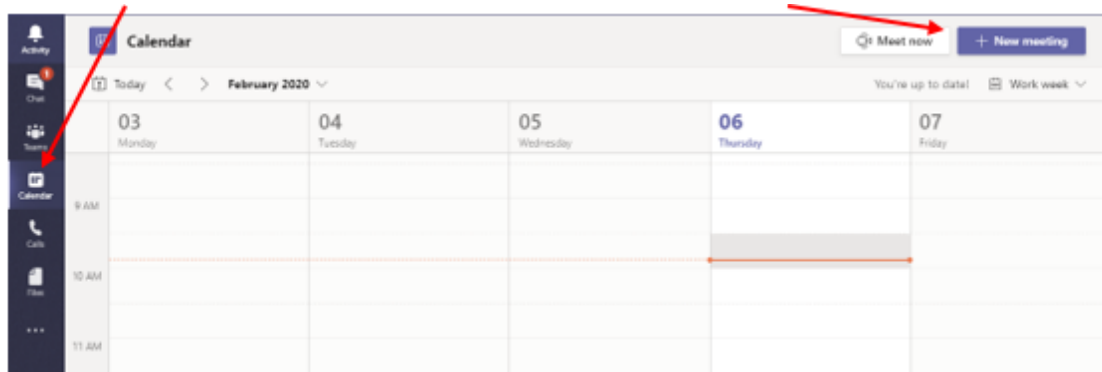 Activity
Calendar
Meet now
+ New meeting
1
Chat
Today < > February 2020
You're up to date!
Work week
Teams
03
Monday
04
Tuesday
05
Wednesday
06
Thursday
07
Friday
Calendar
9 AM
Calls
10 AM
Files
...
11 AM